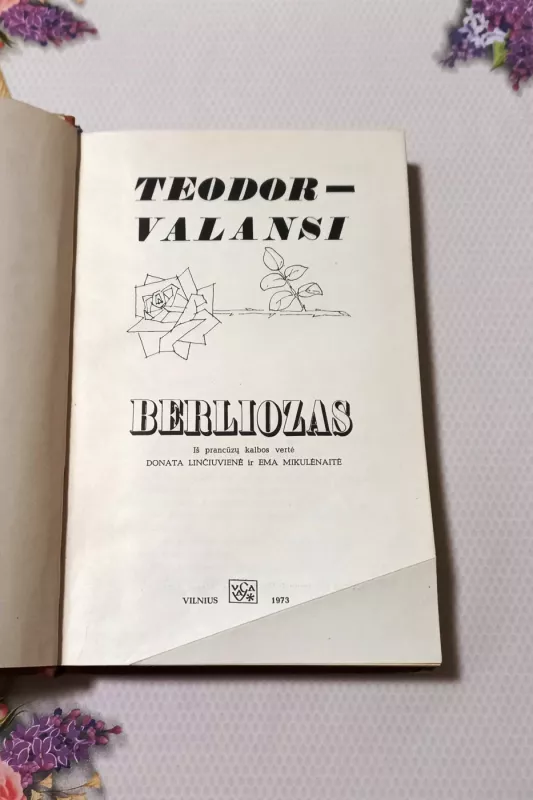 TEODOR—
VALANSI
BERLIOZAS
Iš prancūzų kalbos vertė
DONATA LINČIUVIENĖ ir EMA MIKULĖNAITĖ
VILNIUS 1973